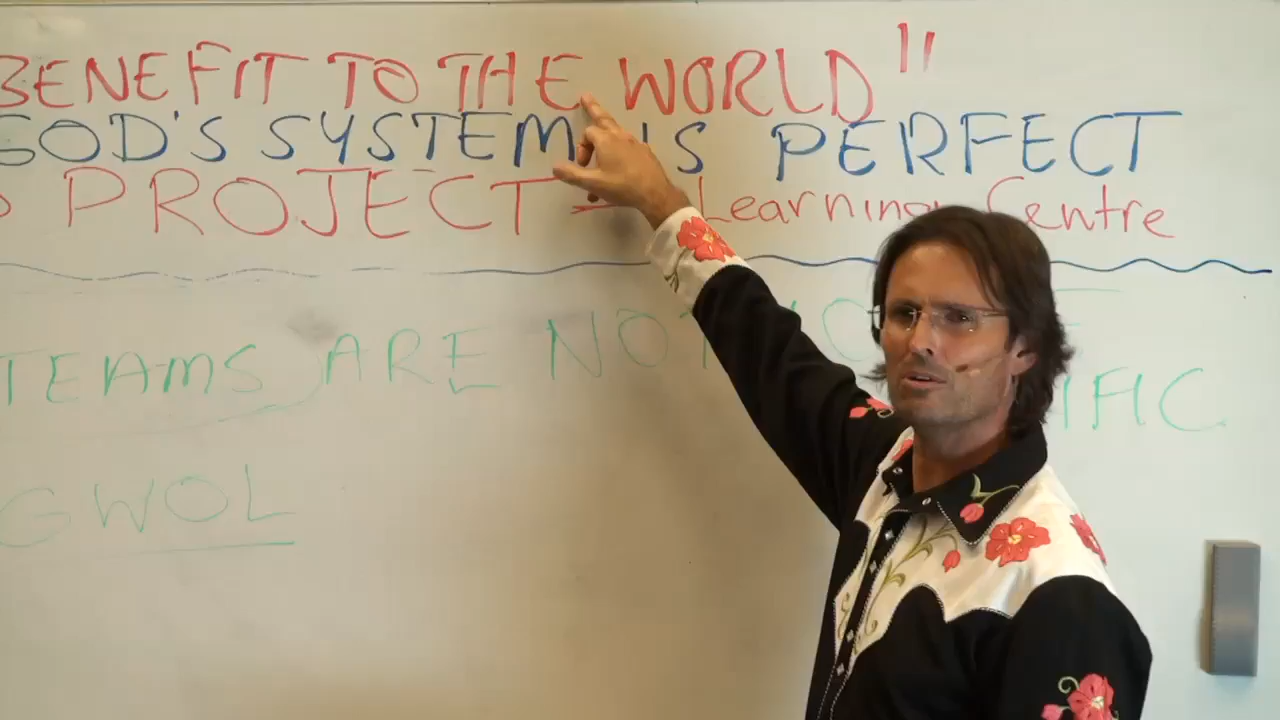 BENEFIT TO THE WORLD"
GOD'S SYSTEM IS PERFECT
PROJECT - Learning Centre
TEAMS ARE NOT
GWOL